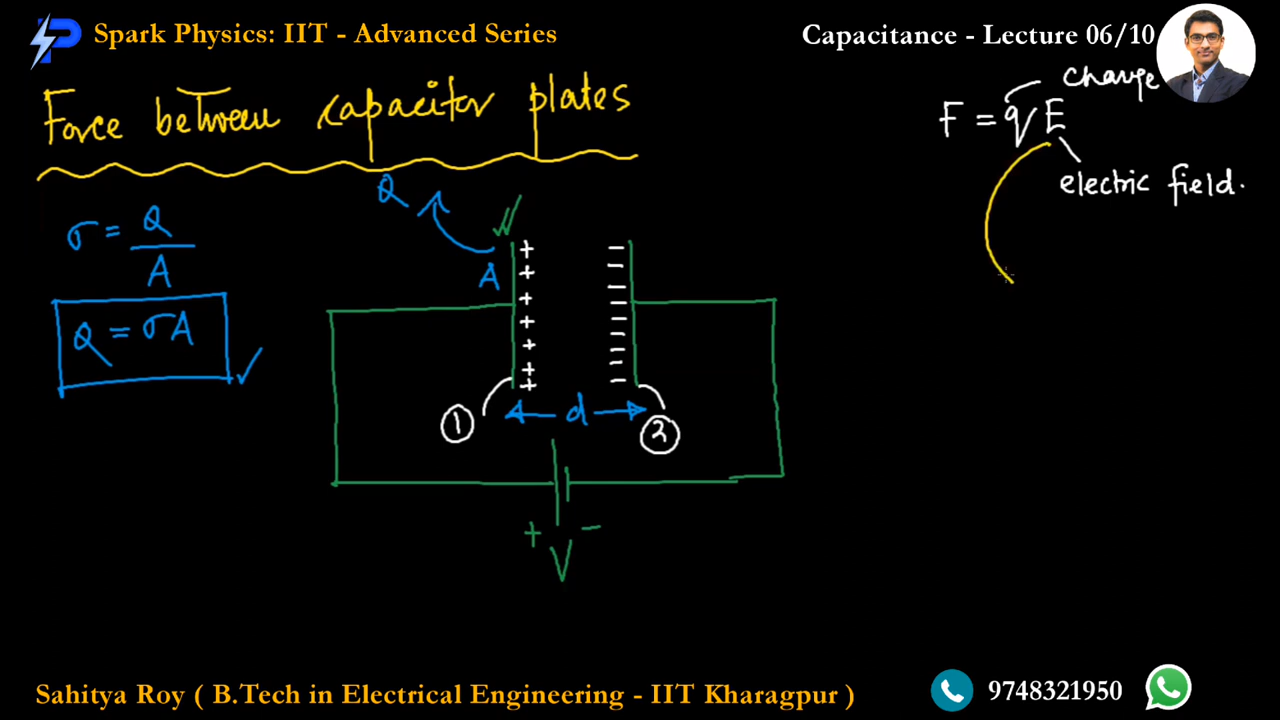 Spark Physics: IIT - Advanced Series
Capacitance - Lecture 06/10
Force between capacitor plates
charge
F = qE
electric field.
σ = Q
A
Q = σA
Q
A
+ −
+ −
+ −
+ −
+ −
+ −
+ −
−
d
1
2
+ −
V
Sahitya Roy ( B.Tech in Electrical Engineering - IIT Kharagpur )
9748321950